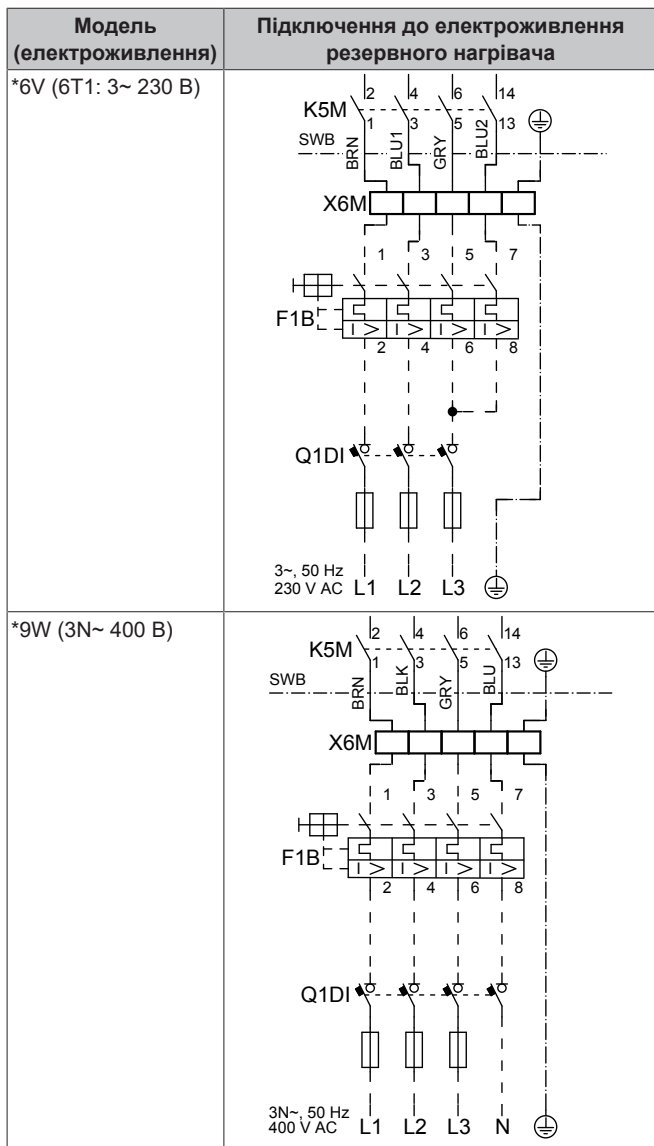 Модель (електроживлення)
Підключення до електроживлення резервного нагрівача
*6V (6T1: 3~ 230 В)
2 4 6 14
K5M
1 3 5 13
SWB
BRN BLU1 GRY BLU2
X6M
1 3 5 7
F1B
I > I > I > I >
2 4 6 8
Q1DI
3~, 50 Hz
230 V AC L1 L2 L3
*9W (3N~ 400 В)
2 4 6 14
K5M
1 3 5 13
SWB
BRN BLK GRY BLU
X6M
1 3 5 7
F1B
I > I > I > I >
2 4 6 8
Q1DI
3N~, 50 Hz
400 V AC L1 L2 L3 N